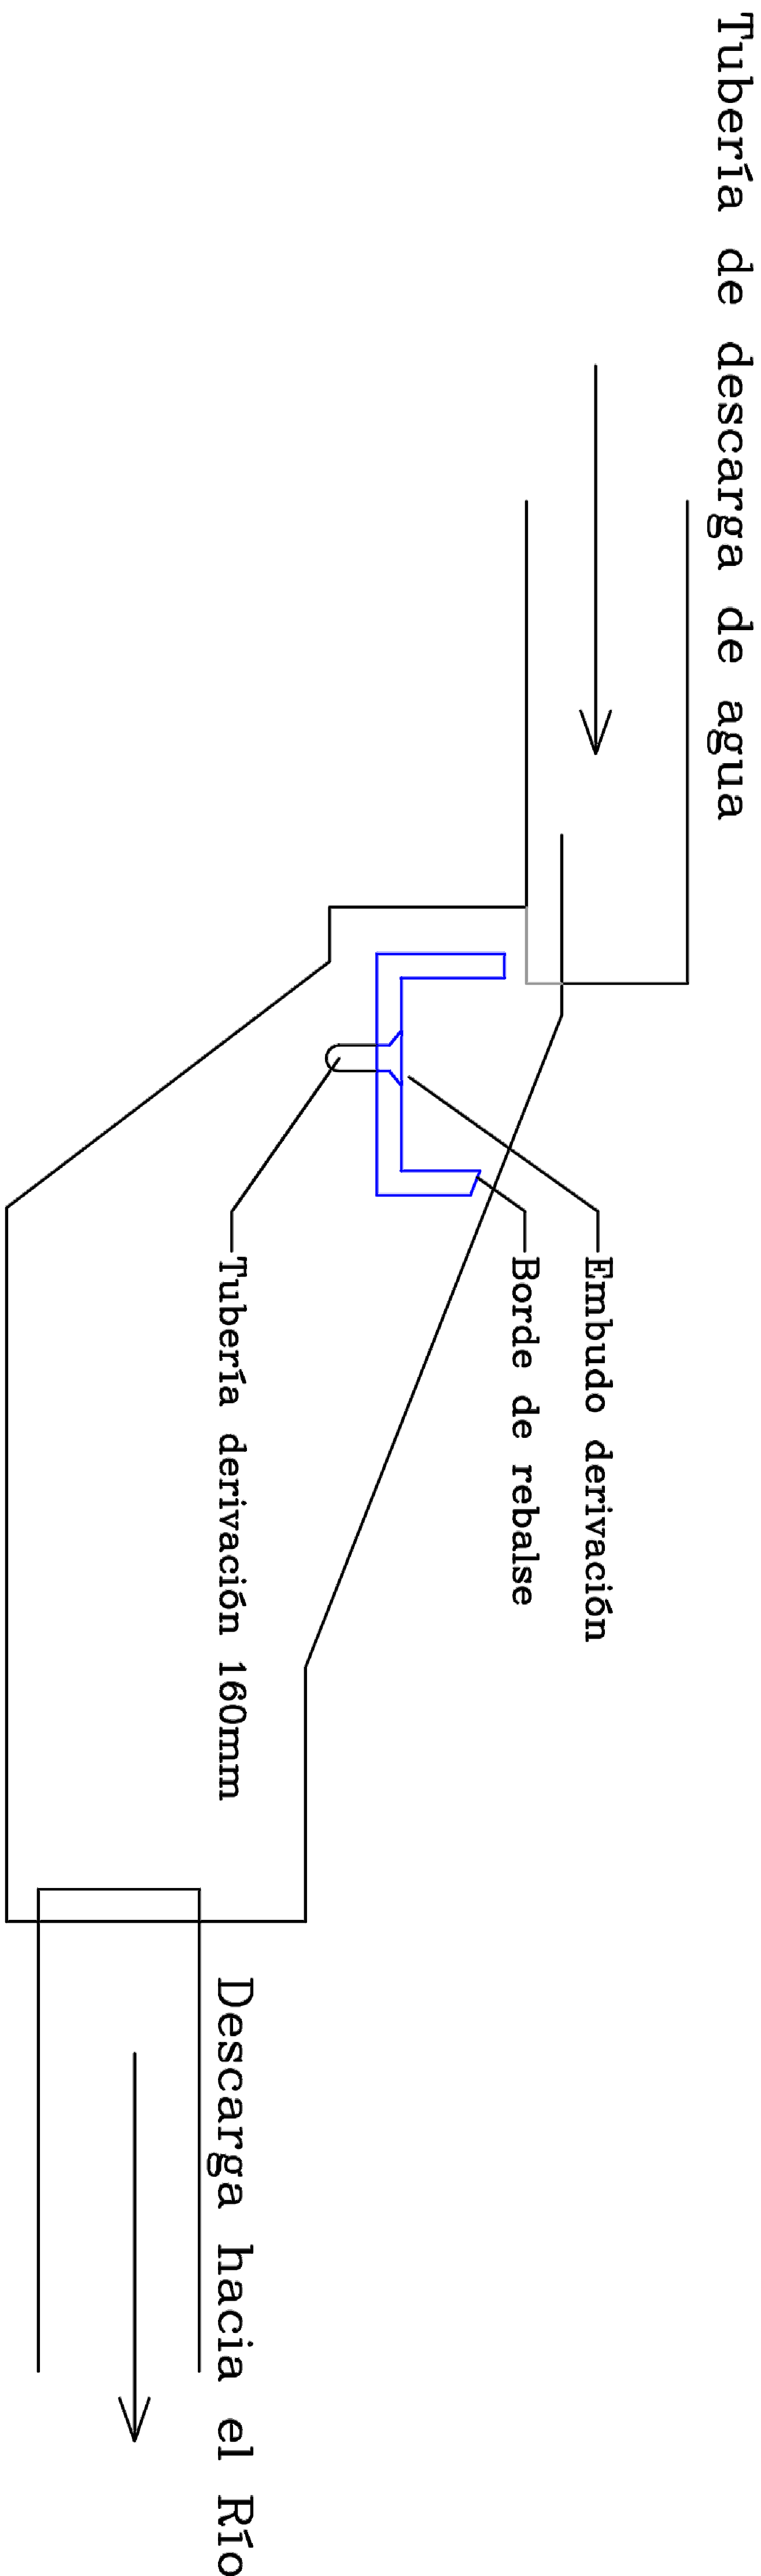 Tubería de descarga de agua
Embudo derivación
Borde de rebalse
Tubería derivación 160mm
Descarga hacia el Río